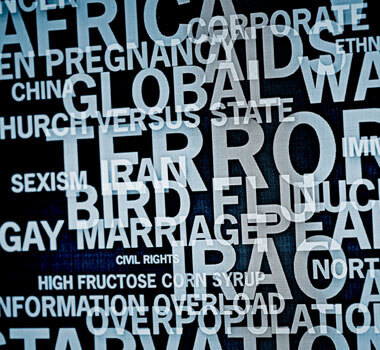 NCER
AFRICA
CORPORATE
AIDS
ETHN
EN PREGNANCY
CHINA
GLOBAL WA
HURCH VERSUS STATE
TERROR
IMM
SEXISM
IRAN
BIRD FLU
NUC
GAY MARRIAGE
PEA
CIVIL RIGHTS
IRAQ
NORT
HIGH FRUCTOSE CORN SYRUP
NFORMATION OVERLOAD
OVERPOPULATION
STARVATION